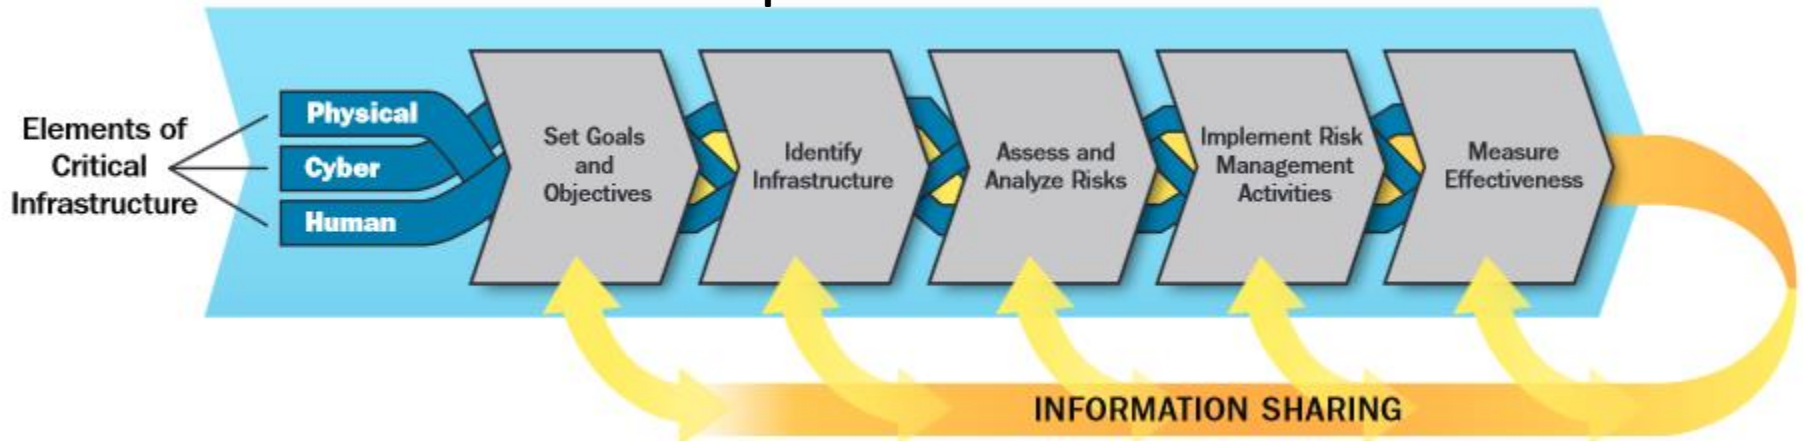 Elements of
Critical
Infrastructure
Physical
Cyber
Human
Set Goals
and
Objectives
Identify
Infrastructure
Assess and
Analyze Risks
Implement Risk
Management
Activities
Measure
Effectiveness
INFORMATION SHARING